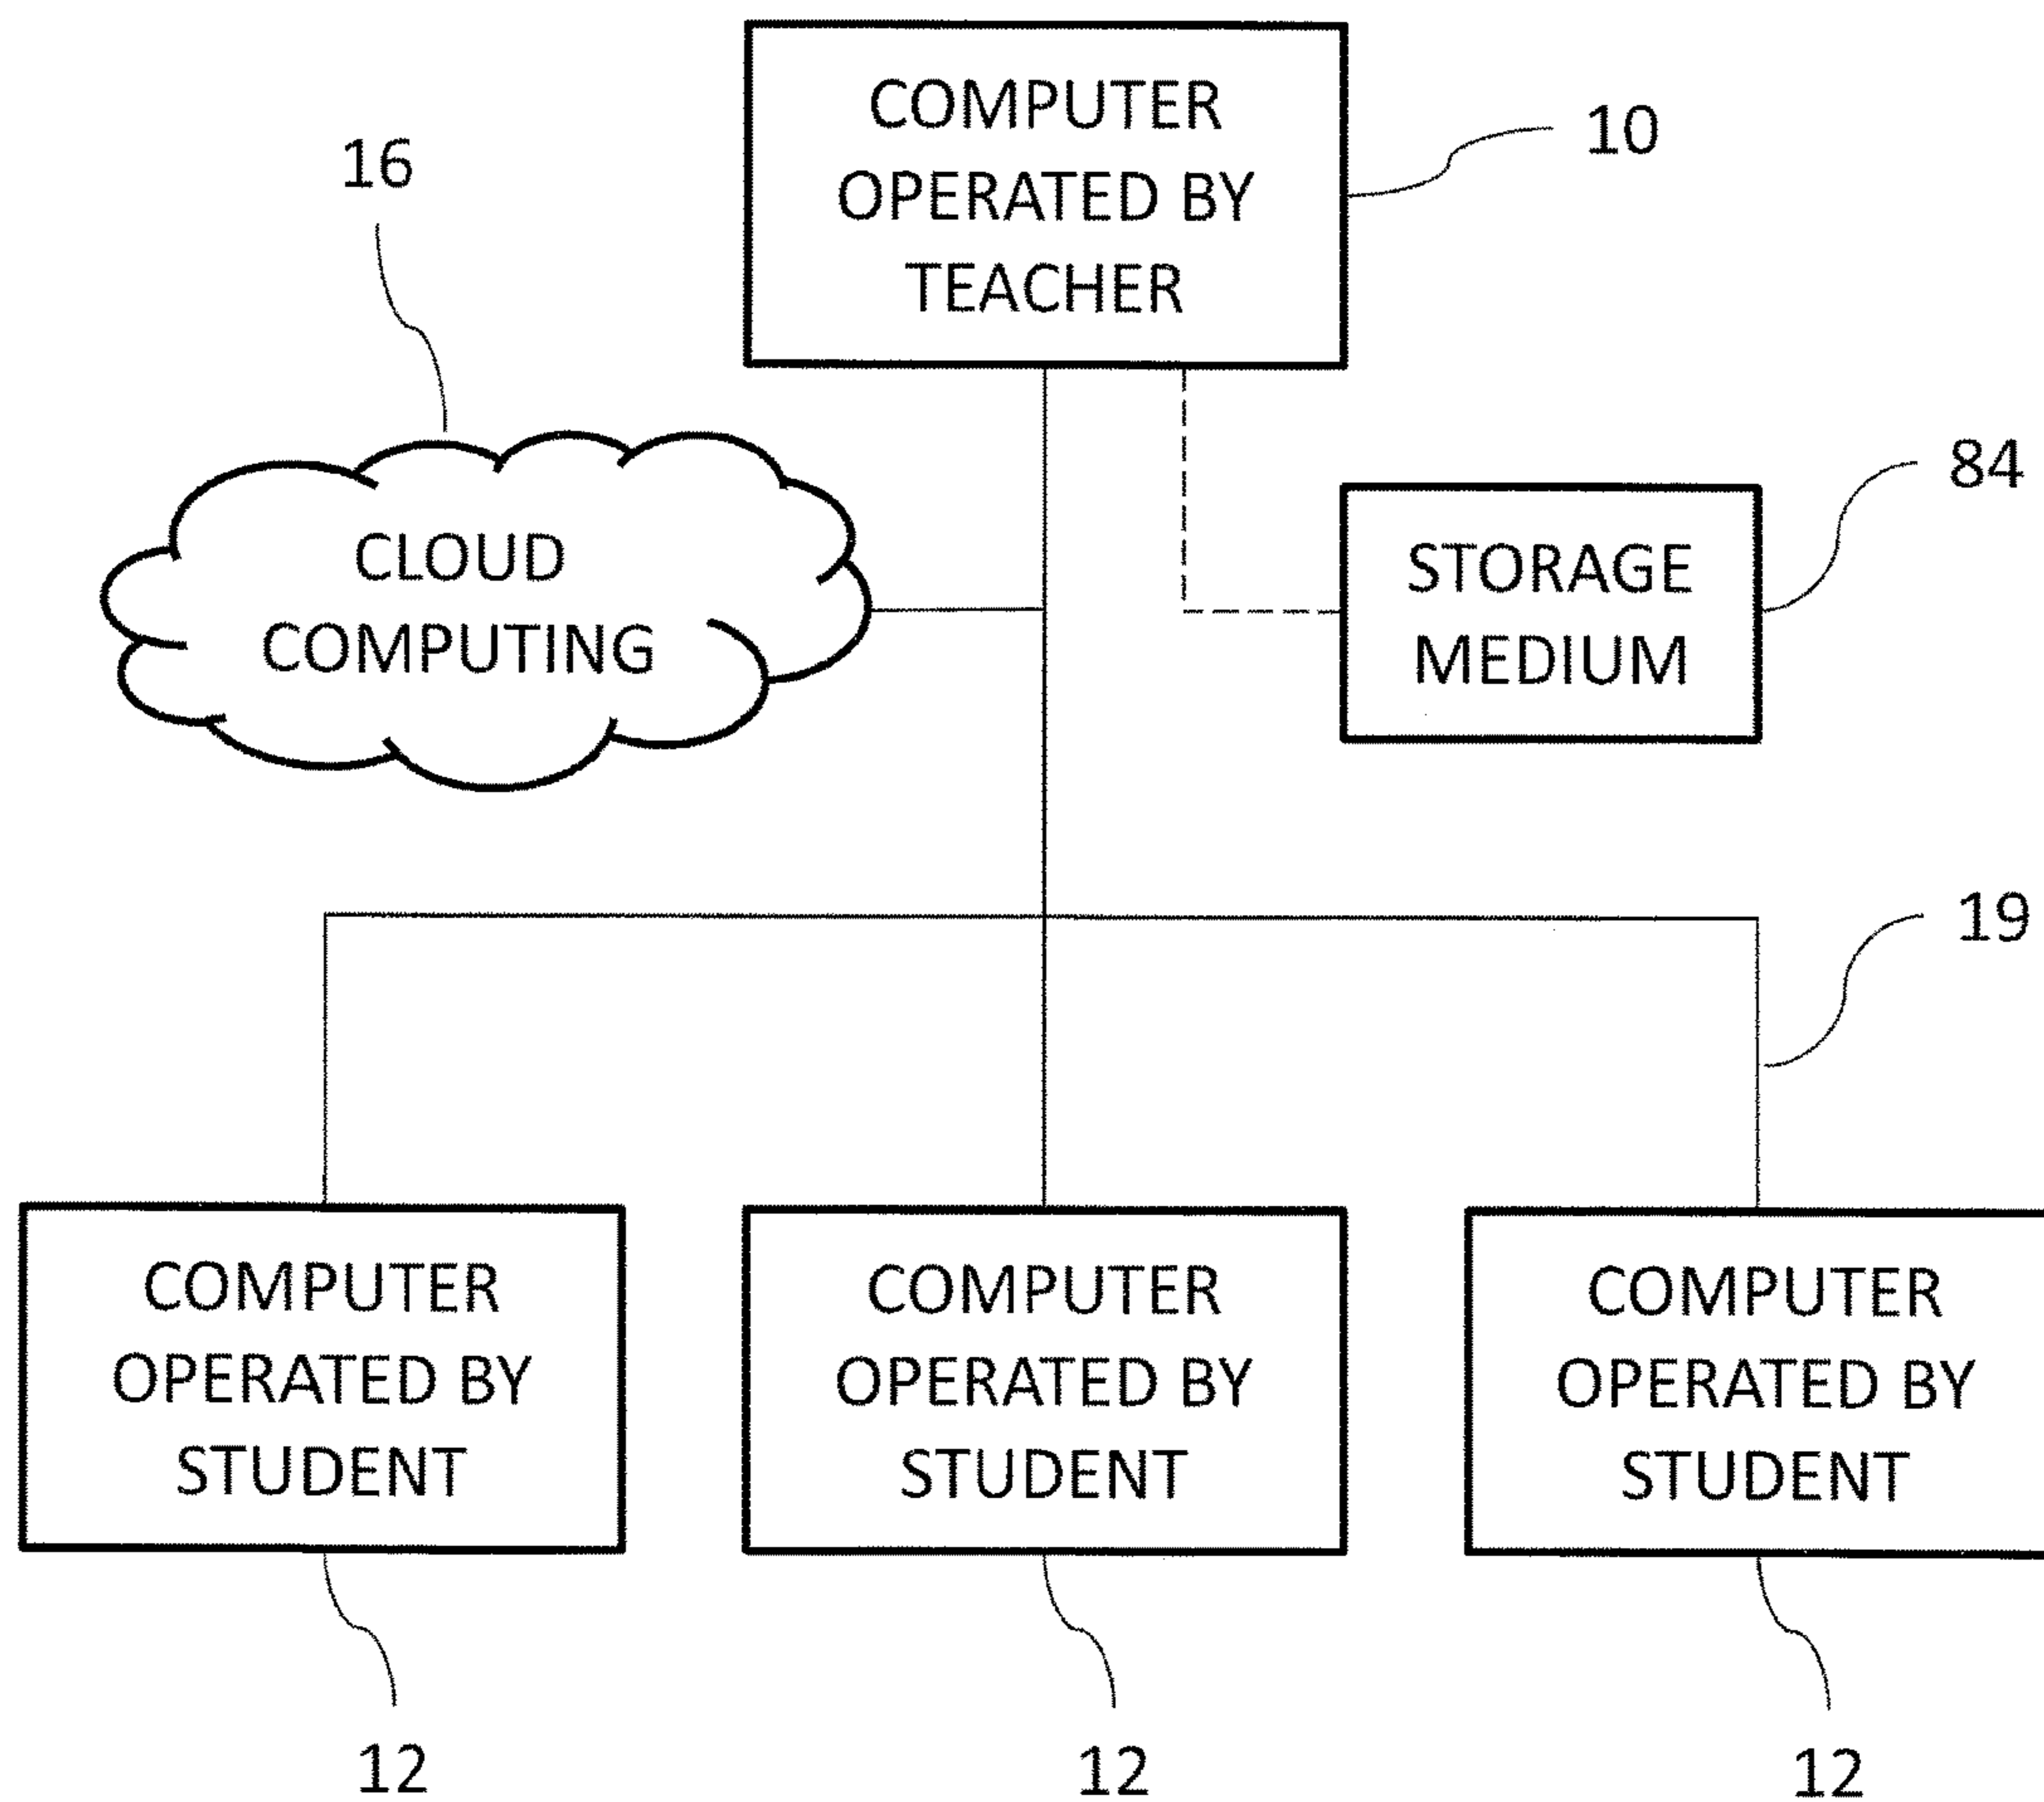 COMPUTER
OPERATED BY
TEACHER
10
16
CLOUD
COMPUTING
84
STORAGE
MEDIUM
19
COMPUTER
OPERATED BY
STUDENT
COMPUTER
OPERATED BY
STUDENT
COMPUTER
OPERATED BY
STUDENT
12
12
12